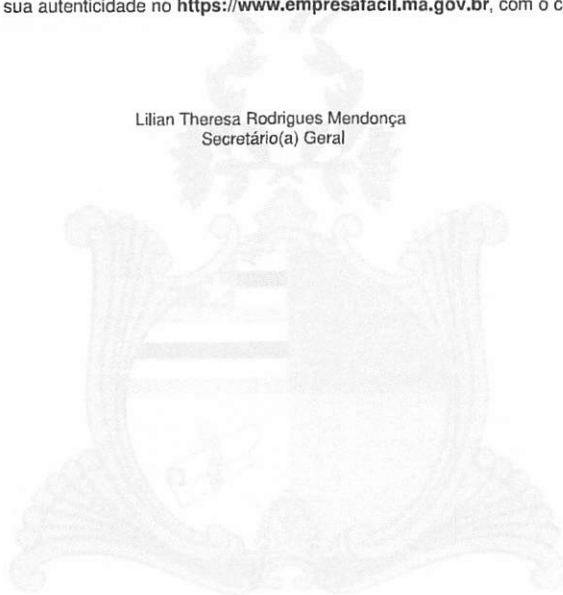 sua autenticidade no https://www.empresafacil.ma.gov.br, com o c
Lilian Theresa Rodrigues Mendonça
Secretário(a) Geral